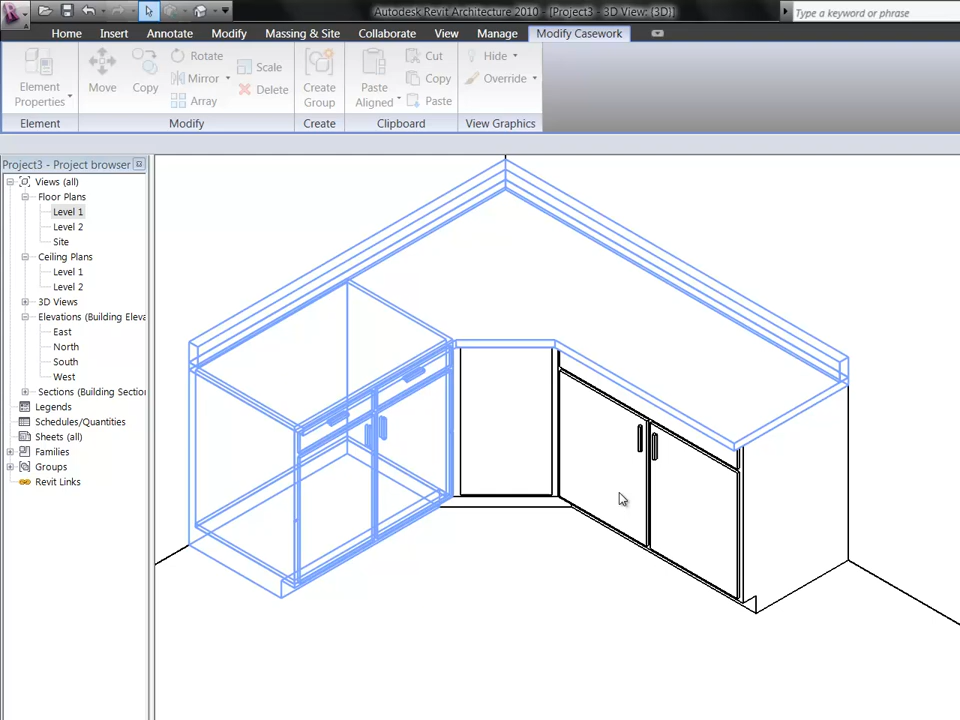 Autodesk Revit Architecture 2010 - [Project3 - 3D View: {3D}]
Type a keyword or phrase
Home Insert Annotate Modify Massing & Site Collaborate View Manage Modify Casework
Element Properties
Move
Copy
Rotate
Mirror
Array
Scale
Delete
Create Group
Paste Aligned
Cut
Copy
Paste
Hide
Override
Element Modify Create Clipboard View Graphics
Project3 - Project browser
Views (all)
Floor Plans
Level 1
Level 2
Site
Ceiling Plans
Level 1
Level 2
3D Views
Elevations (Building Eleva
East
North
South
West
Sections (Building Section
Legends
Schedules/Quantities
Sheets (all)
Families
Groups
Revit Links